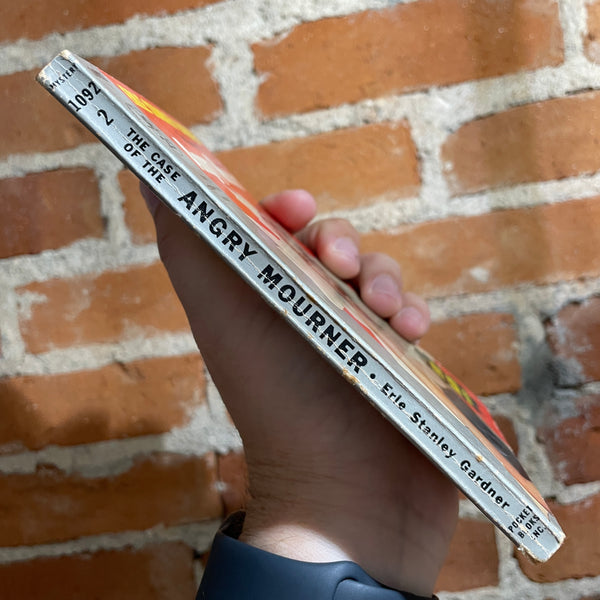 MYSTERY
1092
2
THE CASE
OF THE
ANGRY MOURNER • Erle Stanley Gardner
POCKET
BOOKS
INC.